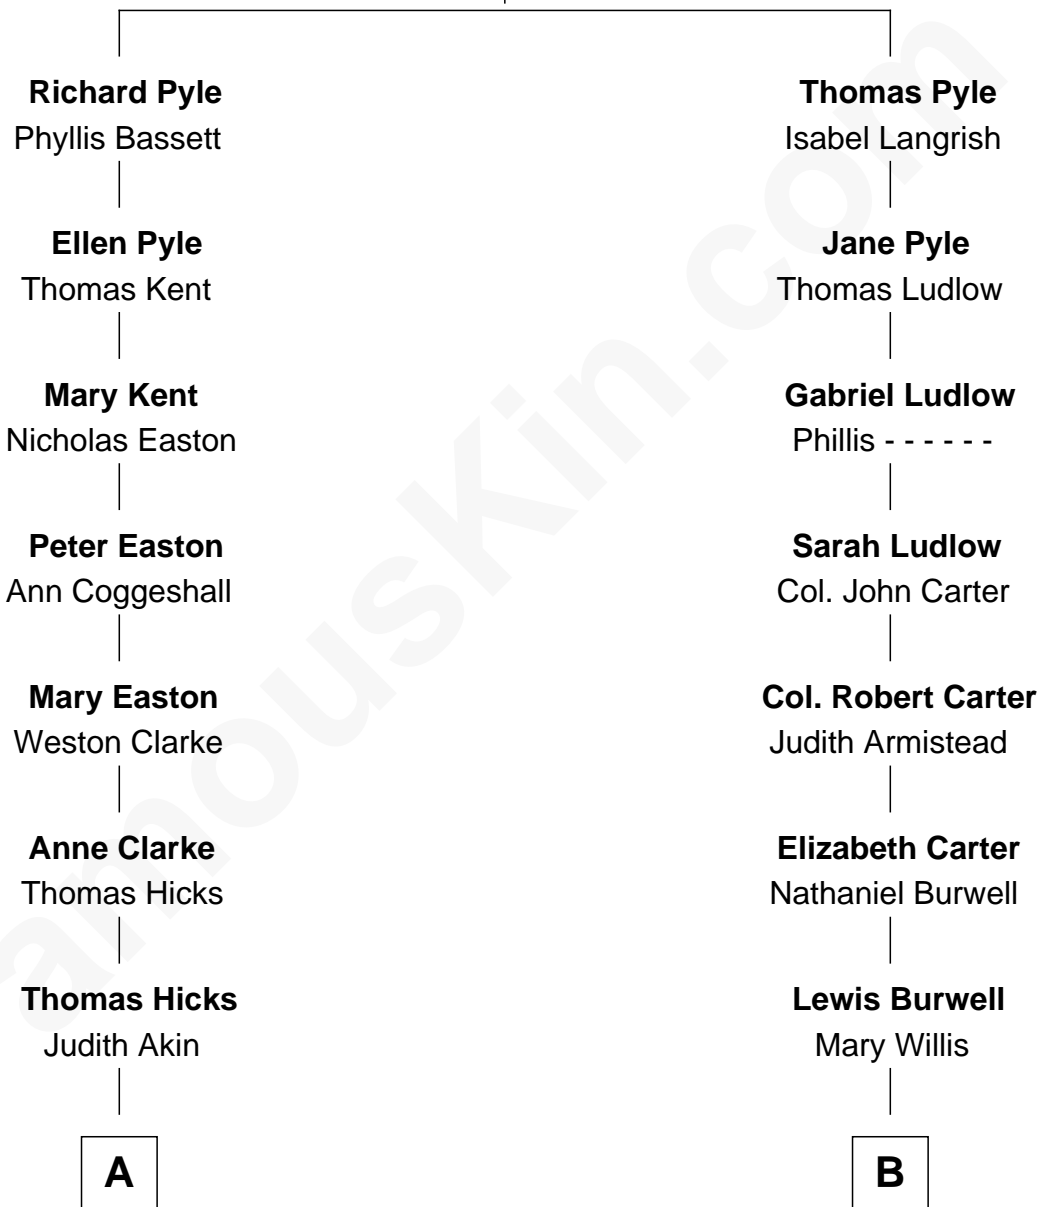 Richard Pyle
Phyllis Bassett
Ellen Pyle
Thomas Kent
Mary Kent
Nicholas Easton
Peter Easton
Ann Coggeshall
Mary Easton
Weston Clarke
Anne Clarke
Thomas Hicks
Thomas Hicks
Judith Akin
A
Thomas Pyle
Isabel Langrish
Jane Pyle
Thomas Ludlow
Gabriel Ludlow
Phillis - - - - - -
Sarah Ludlow
Col. John Carter
Col. Robert Carter
Judith Armistead
Elizabeth Carter
Nathaniel Burwell
Lewis Burwell
Mary Willis
B
amouskin.com